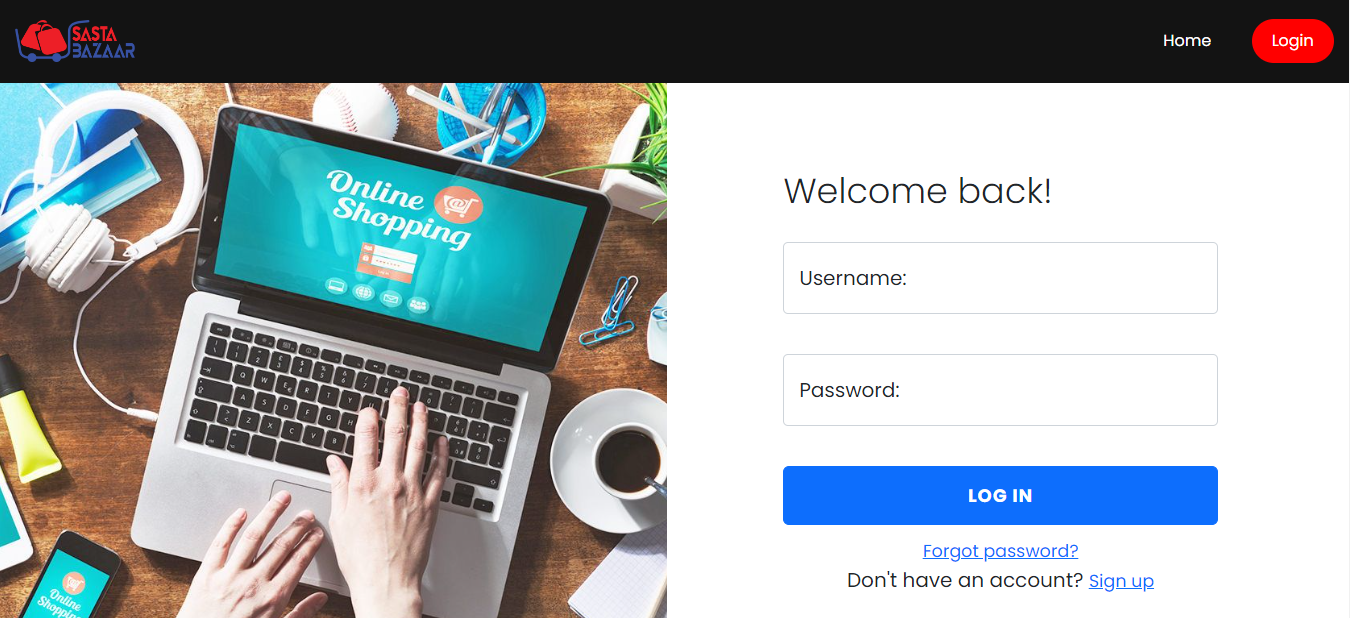 SASTA
BAZAAR
Home
Login
Online
Shopping
Welcome back!
Username:
Password:
LOG IN
Forgot password?
Don't have an account? Sign up
Online
Shopping